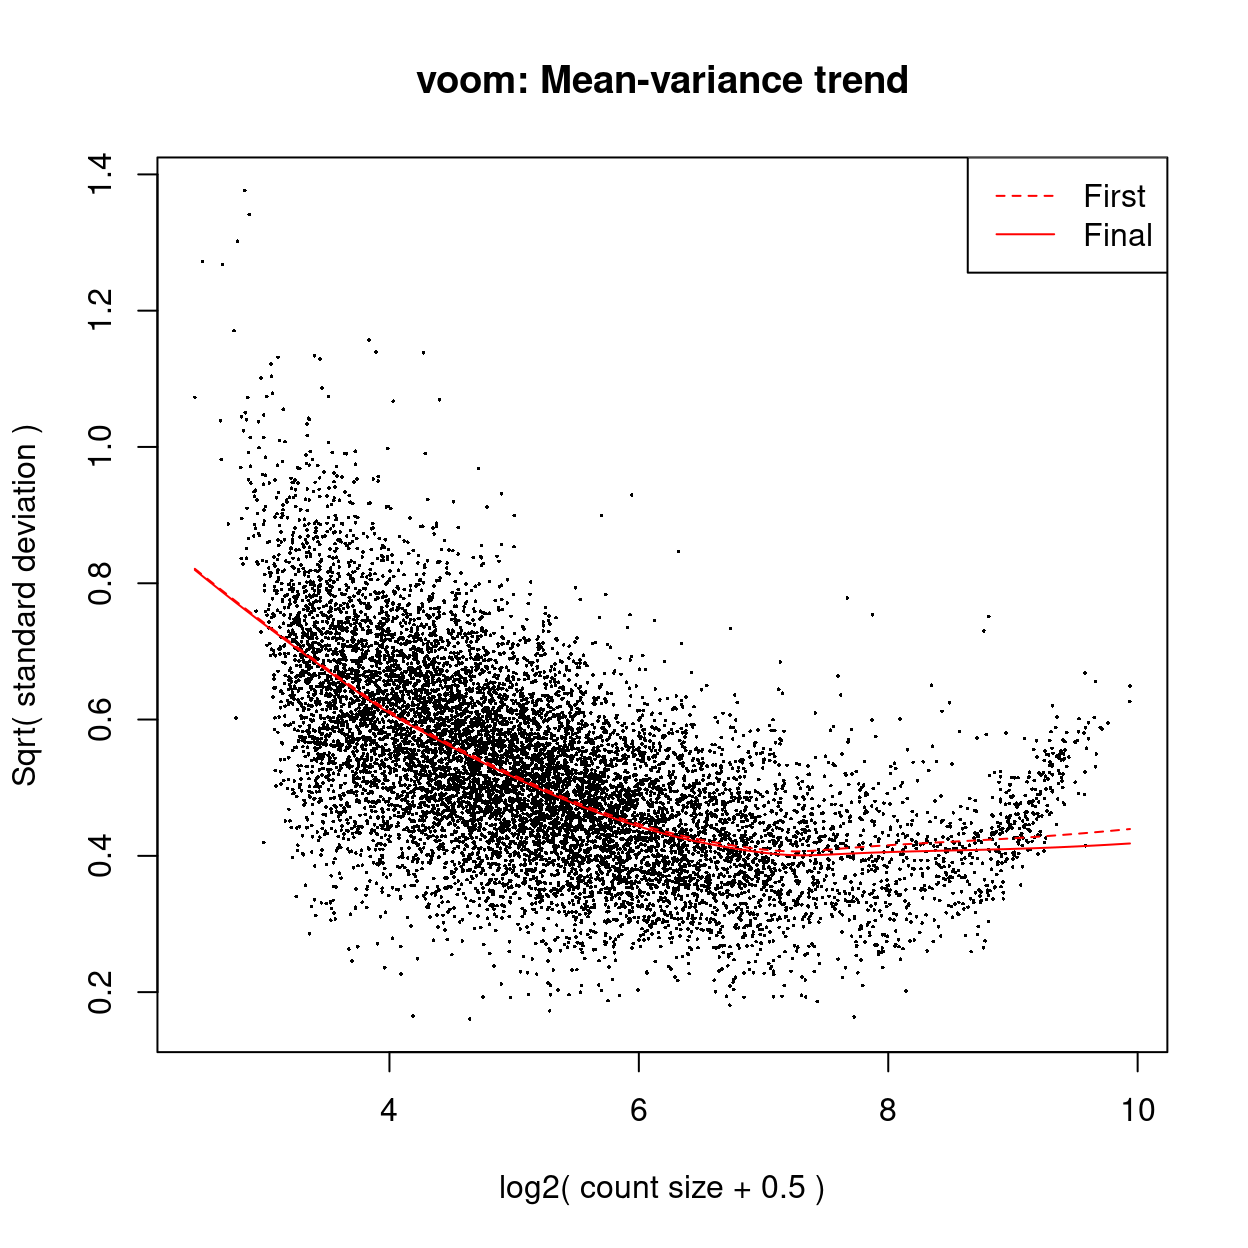 voom: Mean-variance trend
First
Final
1.4
1.2
1.0
0.8
0.6
0.4
0.2
Sqrt( standard deviation )
4
6
8
10
log2( count size + 0.5 )